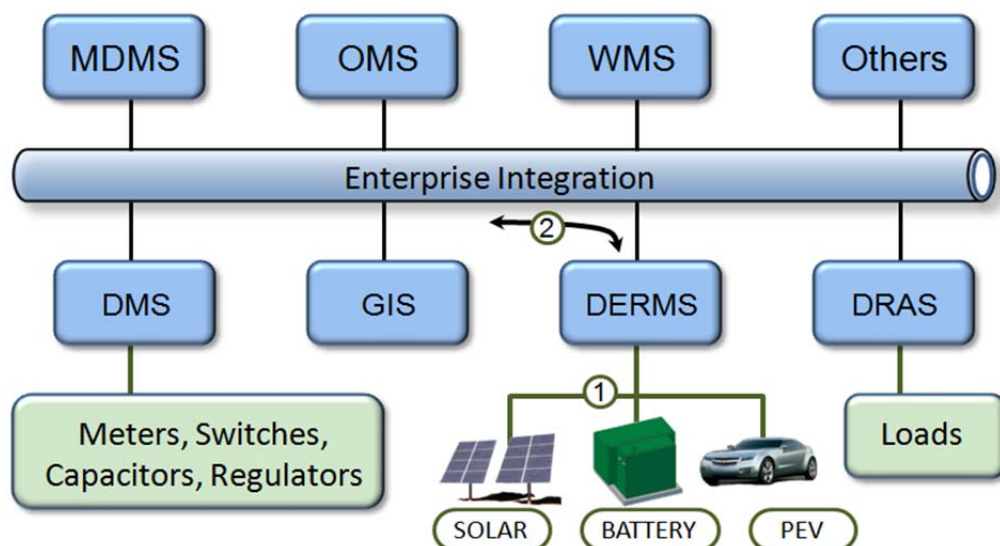 MDMS
OMS
WMS
Others
Enterprise Integration
2
DMS
GIS
DERMS
DRAS
1
Meters, Switches,
Capacitors, Regulators
Loads
SOLAR
BATTERY
PEV